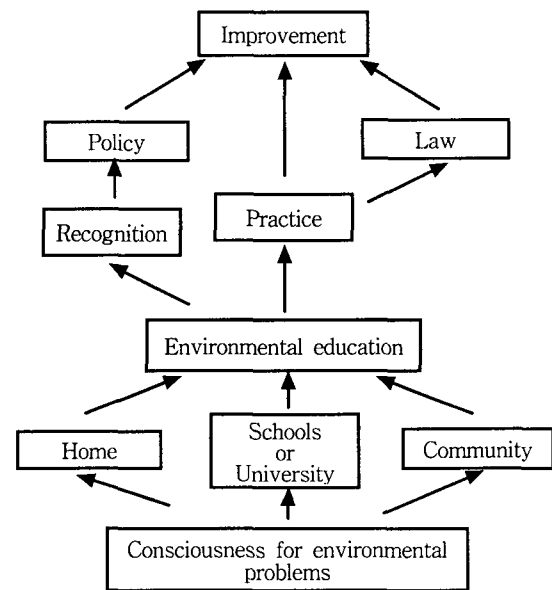 Improvement
Policy
Law
Recognition
Practice
Environmental education
Home
Schools
or
University
Community
Consciousness for environmental
problems